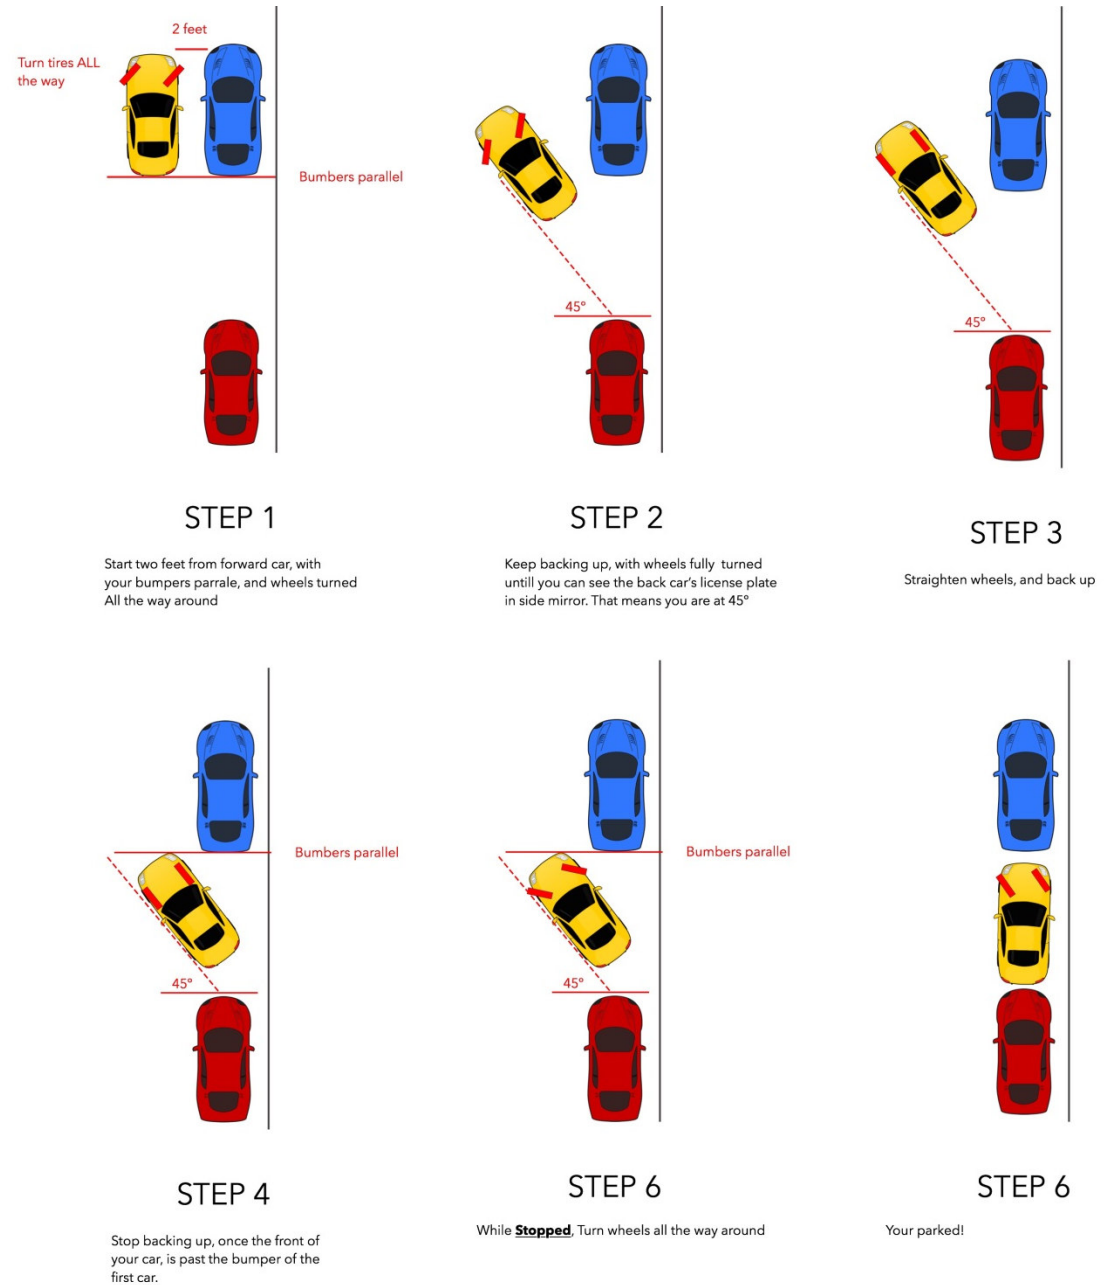 2 feet
Turn tires ALL
the way
Bumbers parallel
45º
45º
STEP 1
Start two feet from forward car, with
your bumpers parrale, and wheels turned
All the way around
STEP 2
Keep backing up, with wheels fully turned
untill you can see the back car's license plate
in side mirror. That means you are at 45º
STEP 3
Straighten wheels, and back up
Bumbers parallel
45º
Bumbers parallel
45º
STEP 4
Stop backing up, once the front of
your car, is past the bumper of the
first car.
STEP 6
While Stopped, Turn wheels all the way around
STEP 6
Your parked!